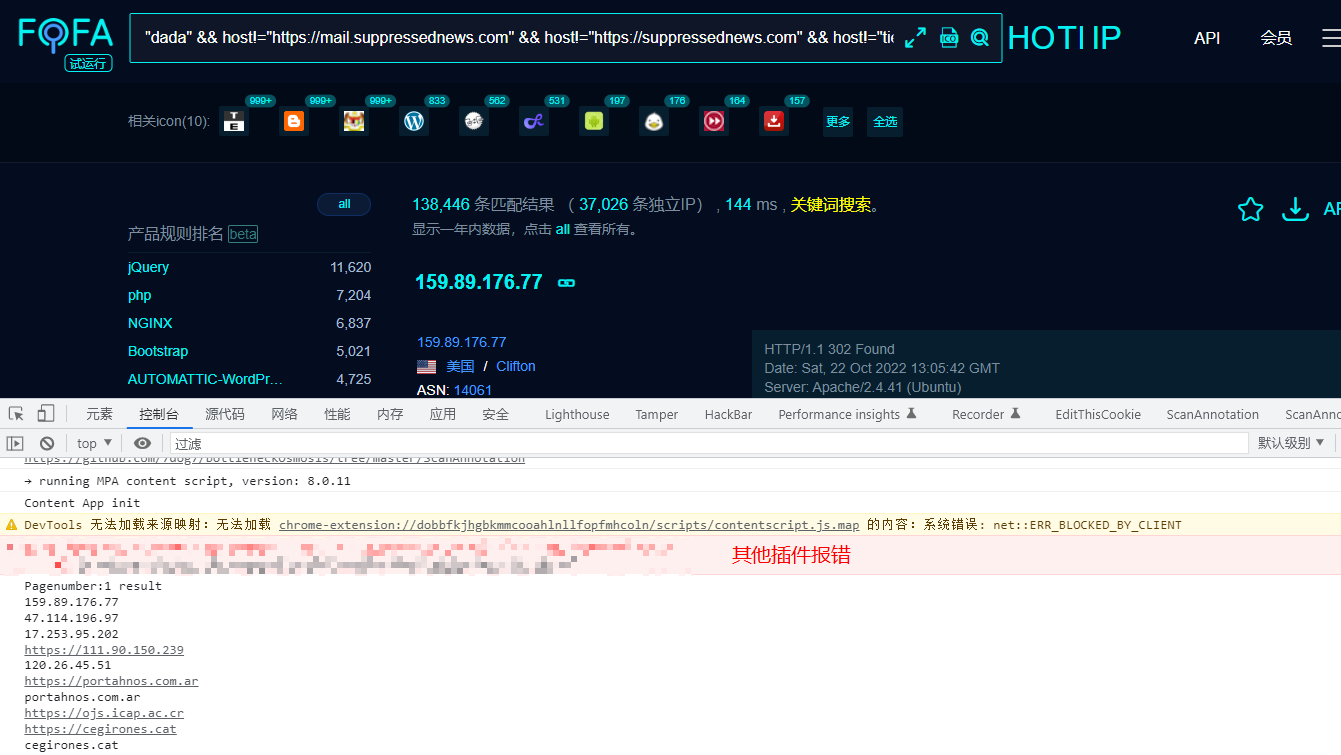 FOFA
试运行
"dada" && host!="https://mail.suppressednews.com" && host!="https://suppressednews.com" && host!="tie
ICO
HOTI IP
API
会员
相关icon(10):
999+
999+
999+
833
562
531
197
176
164
157
更多
全选
all
产品规则排名 beta
jQuery 11,620
php 7,204
NGINX 6,837
Bootstrap 5,021
AUTOMATTIC-WordPr… 4,725
138,446 条匹配结果 （ 37,026 条独立IP） , 144 ms , 关键词搜索。
显示一年内数据，点击 all 查看所有。
159.89.176.77
159.89.176.77
美国 / Clifton
ASN: 14061
HTTP/1.1 302 Found
Date: Sat, 22 Oct 2022 13:05:42 GMT
Server: Apache/2.4.41 (Ubuntu)
元素 控制台 源代码 网络 性能 内存 应用 安全 Lighthouse Tamper HackBar Performance insights Recorder EditThisCookie ScanAnnotation ScanAnno
top 过滤 默认级别
https://github.com/7dog7/bottleneckOsmosis/tree/master/ScanAnnotation
→ running MPA content script, version: 8.0.11
Content App init
DevTools 无法加载来源映射：无法加载 chrome-extension://dobbfkjhgbkmmcooahlnllfopfmhcoln/scripts/contentscript.js.map 的内容：系统错误：net::ERR_BLOCKED_BY_CLIENT
其他插件报错
Pagenumber:1 result
159.89.176.77
47.114.196.97
17.253.95.202
https://111.90.150.239
120.26.45.51
https://portahnos.com.ar
portahnos.com.ar
https://ojs.icap.ac.cr
https://cegirones.cat
cegirones.cat